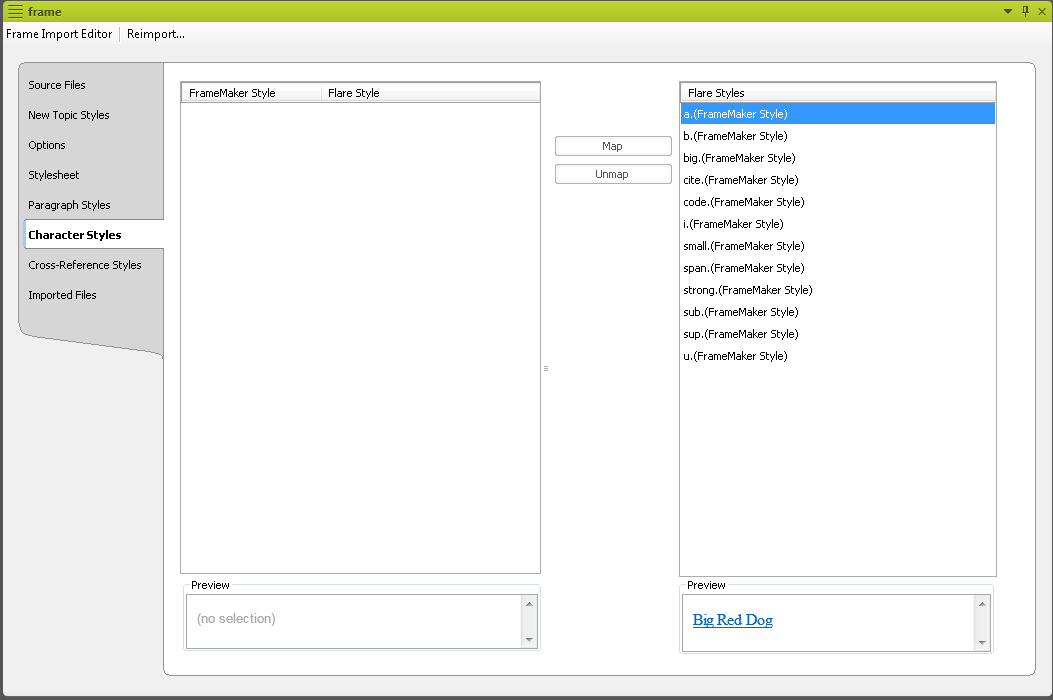 frame
Frame Import Editor Reimport...
Source Files
New Topic Styles
Options
Stylesheet
Paragraph Styles
Character Styles
Cross-Reference Styles
Imported Files
FrameMaker Style Flare Style
Preview
(no selection)
Map
Unmap
Flare Styles
a.(FrameMaker Style)
b.(FrameMaker Style)
big.(FrameMaker Style)
cite.(FrameMaker Style)
code.(FrameMaker Style)
i.(FrameMaker Style)
small.(FrameMaker Style)
span.(FrameMaker Style)
strong.(FrameMaker Style)
sub.(FrameMaker Style)
sup.(FrameMaker Style)
u.(FrameMaker Style)
Preview
Big Red Dog